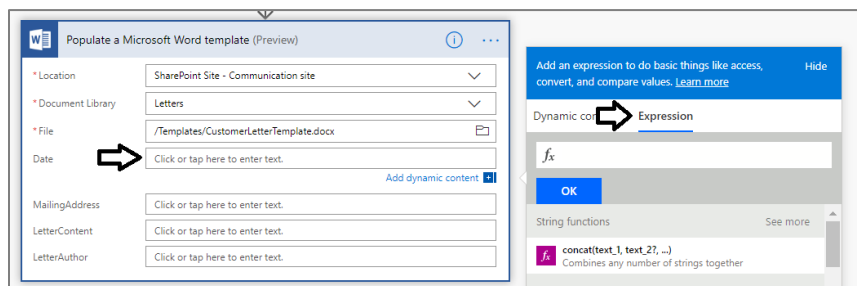 Populate a Microsoft Word template (Preview)
* Location
SharePoint Site - Communication site
* Document Library
Letters
* File
/Templates/CustomerLetterTemplate.docx
Date
Click or tap here to enter text.
Add dynamic content
MailingAddress
Click or tap here to enter text.
LetterContent
Click or tap here to enter text.
LetterAuthor
Click or tap here to enter text.
Add an expression to do basic things like access,
convert, and compare values. Learn more
Hide
Dynamic con
Expression
fx
OK
String functions
See more
fx
concat(text_1, text_2?, ...)
Combines any number of strings together